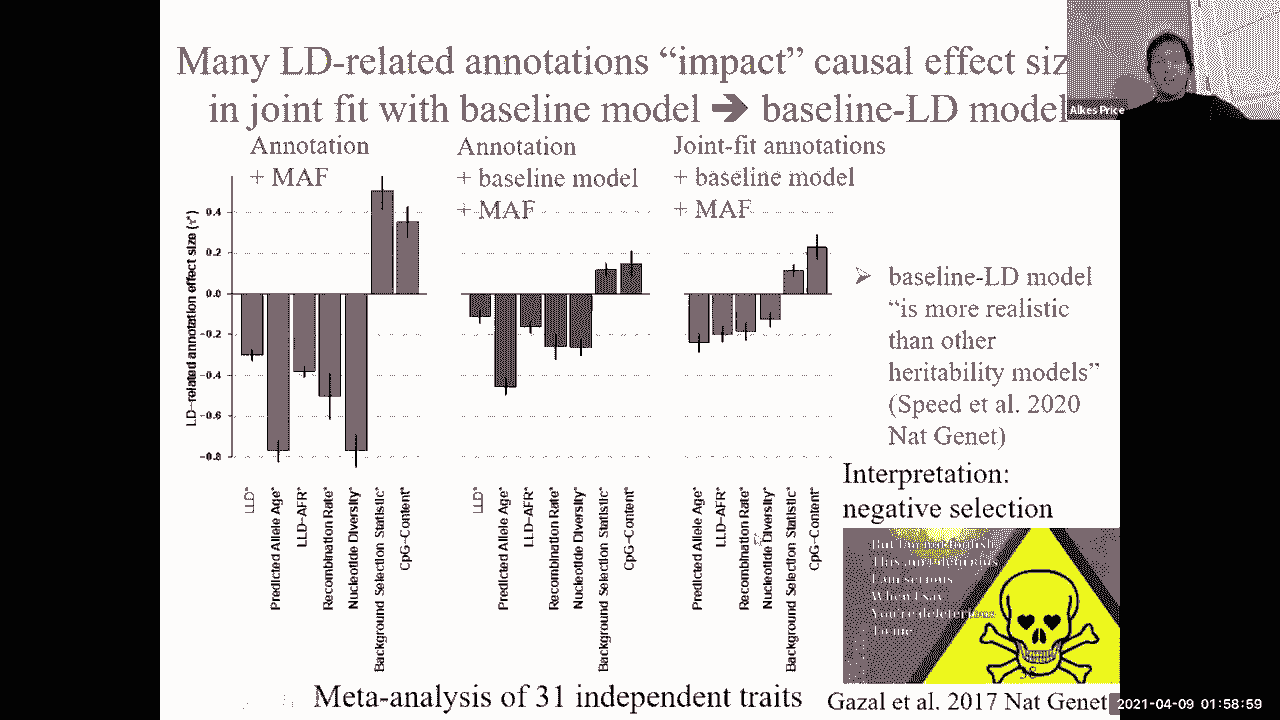 Many LD-related annotations “impact” causal effect siz
in joint fit with baseline model ➔ baseline-LD model
Alkes Price
Annotation
+ MAF
Annotation
+ baseline model
+ MAF
Joint-fit annotations
+ baseline model
+ MAF
LD-related annotation effect size (τ*)
0.4
0.2
0.0
-0.2
-0.4
-0.6
-0.8
LLD*
Predicted Allele Age*
LLD-AFR*
Recombination Rate*
Nucleotide Diversity*
Background Selection Statistic*
CpG-Content*
LLD*
Predicted Allele Age*
LLD-AFR*
Recombination Rate*
Nucleotide Diversity*
Background Selection Statistic*
CpG-Content*
Predicted Allele Age*
LLD-AFR*
Recombination Rate*
Nucleotide Diversity*
Background Selection Statistic*
CpG-Content*
➢ baseline-LD model
“is more realistic
than other
heritability models”
(Speed et al. 2020
Nat Genet)
Interpretation:
negative selection
I am serious
When I say
You're deleterious
To me
Meta-analysis of 31 independent traits
Gazal et al. 2017 Nat Genet
2021-04-09 01:58:59